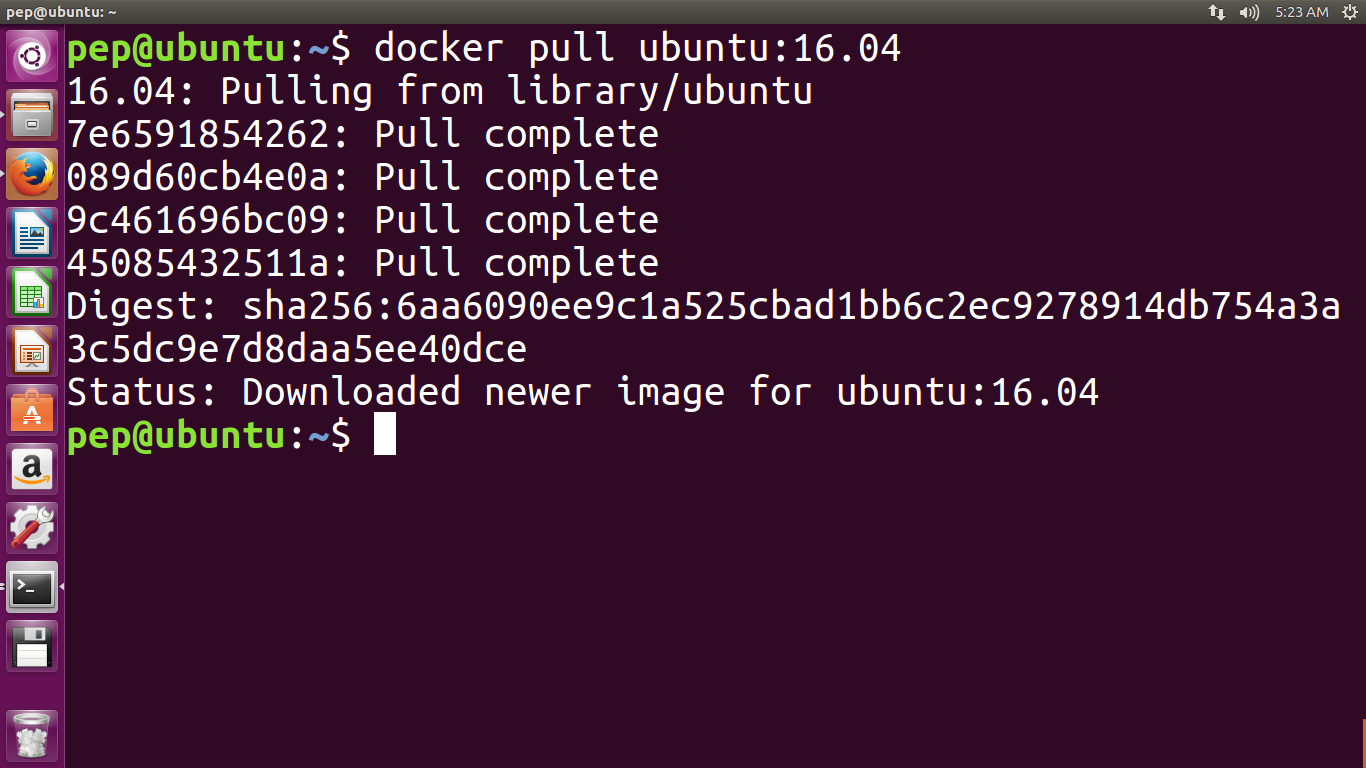 pep@ubuntu: ~
5:23 AM
pep@ubuntu:~$ docker pull ubuntu:16.04
16.04: Pulling from library/ubuntu
7e6591854262: Pull complete
089d60cb4e0a: Pull complete
9c461696bc09: Pull complete
45085432511a: Pull complete
Digest: sha256:6aa6090ee9c1a525cbad1bb6c2ec9278914db754a3a
3c5dc9e7d8daa5ee40dce
Status: Downloaded newer image for ubuntu:16.04
pep@ubuntu:~$